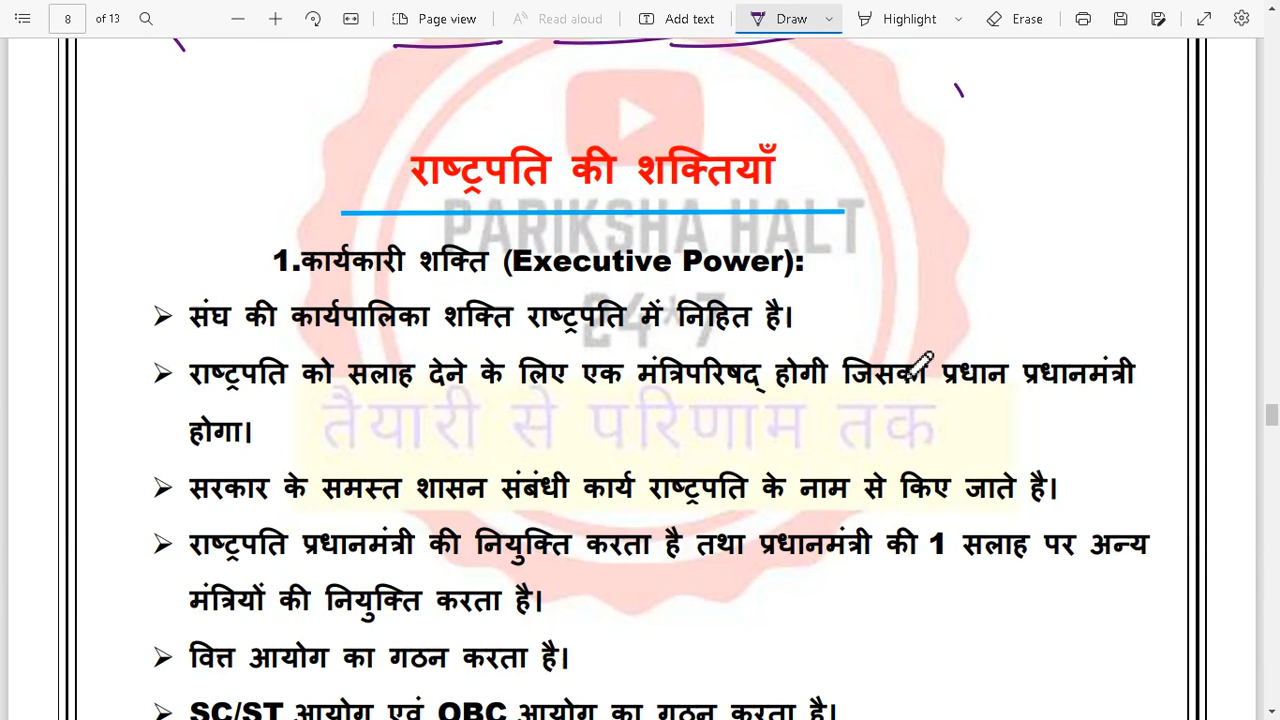 8 of 13 Page view Read aloud Add text Draw Highlight Erase
राष्ट्रपति की शक्तियाँ
PARIKSHA HALT
1.कार्यकारी शक्ति (Executive Power):
संघ की कार्यपालिका शक्ति राष्ट्रपति में निहित है।
24*7
राष्ट्रपति को सलाह देने के लिए एक मंत्रिपरिषद् होगी जिसका प्रधान प्रधानमंत्री
तैयारी से परिणाम तक
होगा।
सरकार के समस्त शासन संबंधी कार्य राष्ट्रपति के नाम से किए जाते है।
राष्ट्रपति प्रधानमंत्री की नियुक्ति करता है तथा प्रधानमंत्री की 1 सलाह पर अन्य
मंत्रियों की नियुक्ति करता है।
वित्त आयोग का गठन करता है।
SC/ST आयोग एवं OBC आयोग का गठन करता है।